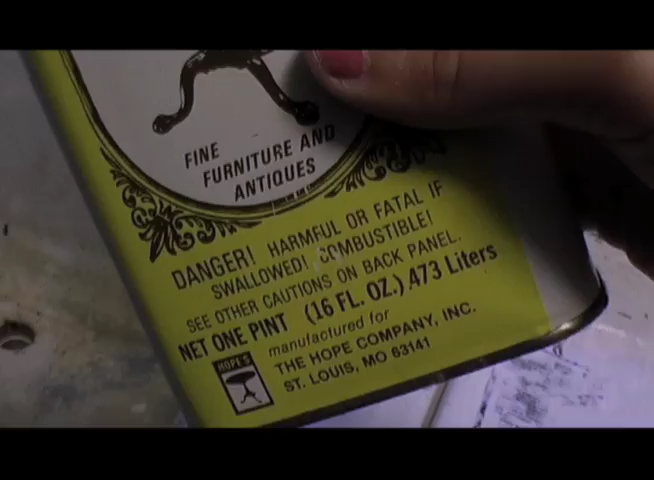 FINE
FURNITURE AND
ANTIQUES
DANGER! HARMFUL OR FATAL IF
SWALLOWED! COMBUSTIBLE!
SEE OTHER CAUTIONS ON BACK PANEL.
NET ONE PINT (16 FL. OZ.) .473 Liters
manufactured for
THE HOPE COMPANY, INC.
ST. LOUIS, MO 63141
HOPE'S